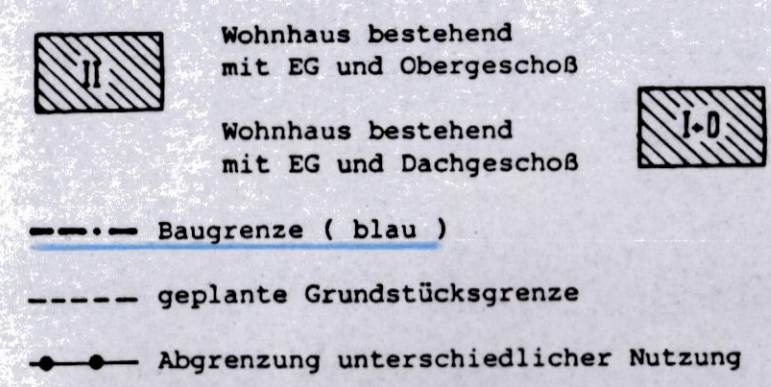 II
Wohnhaus bestehend
mit EG und Obergeschoß
Wohnhaus bestehend
mit EG und Dachgeschoß
I+D
Baugrenze ( blau )
geplante Grundstücksgrenze
Abgrenzung unterschiedlicher Nutzung